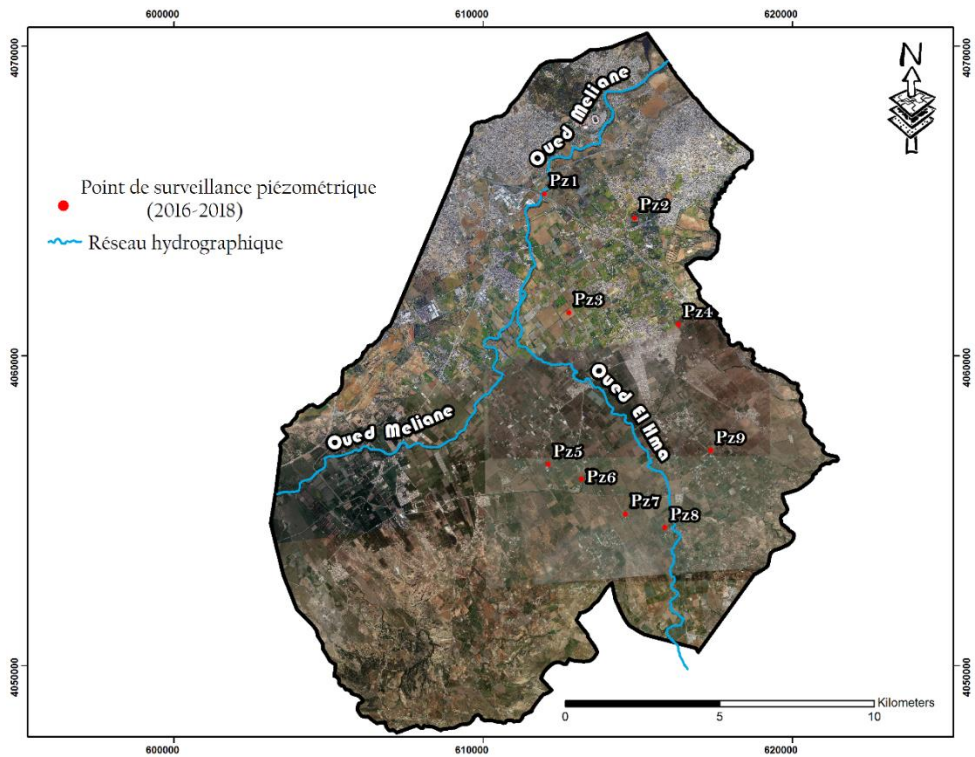 600000
610000
620000
4070000
4070000
N
Oued Meliane
Point de surveillance piézométrique
(2016-2018)
Réseau hydrographique
Pz1
Pz2
Pz3
Pz4
4060000
4060000
Oued El Hma
Oued Meliane
Pz9
Pz5
Pz6
Pz7
Pz8
4050000
4050000
Kilometers
0
5
10
600000
610000
620000